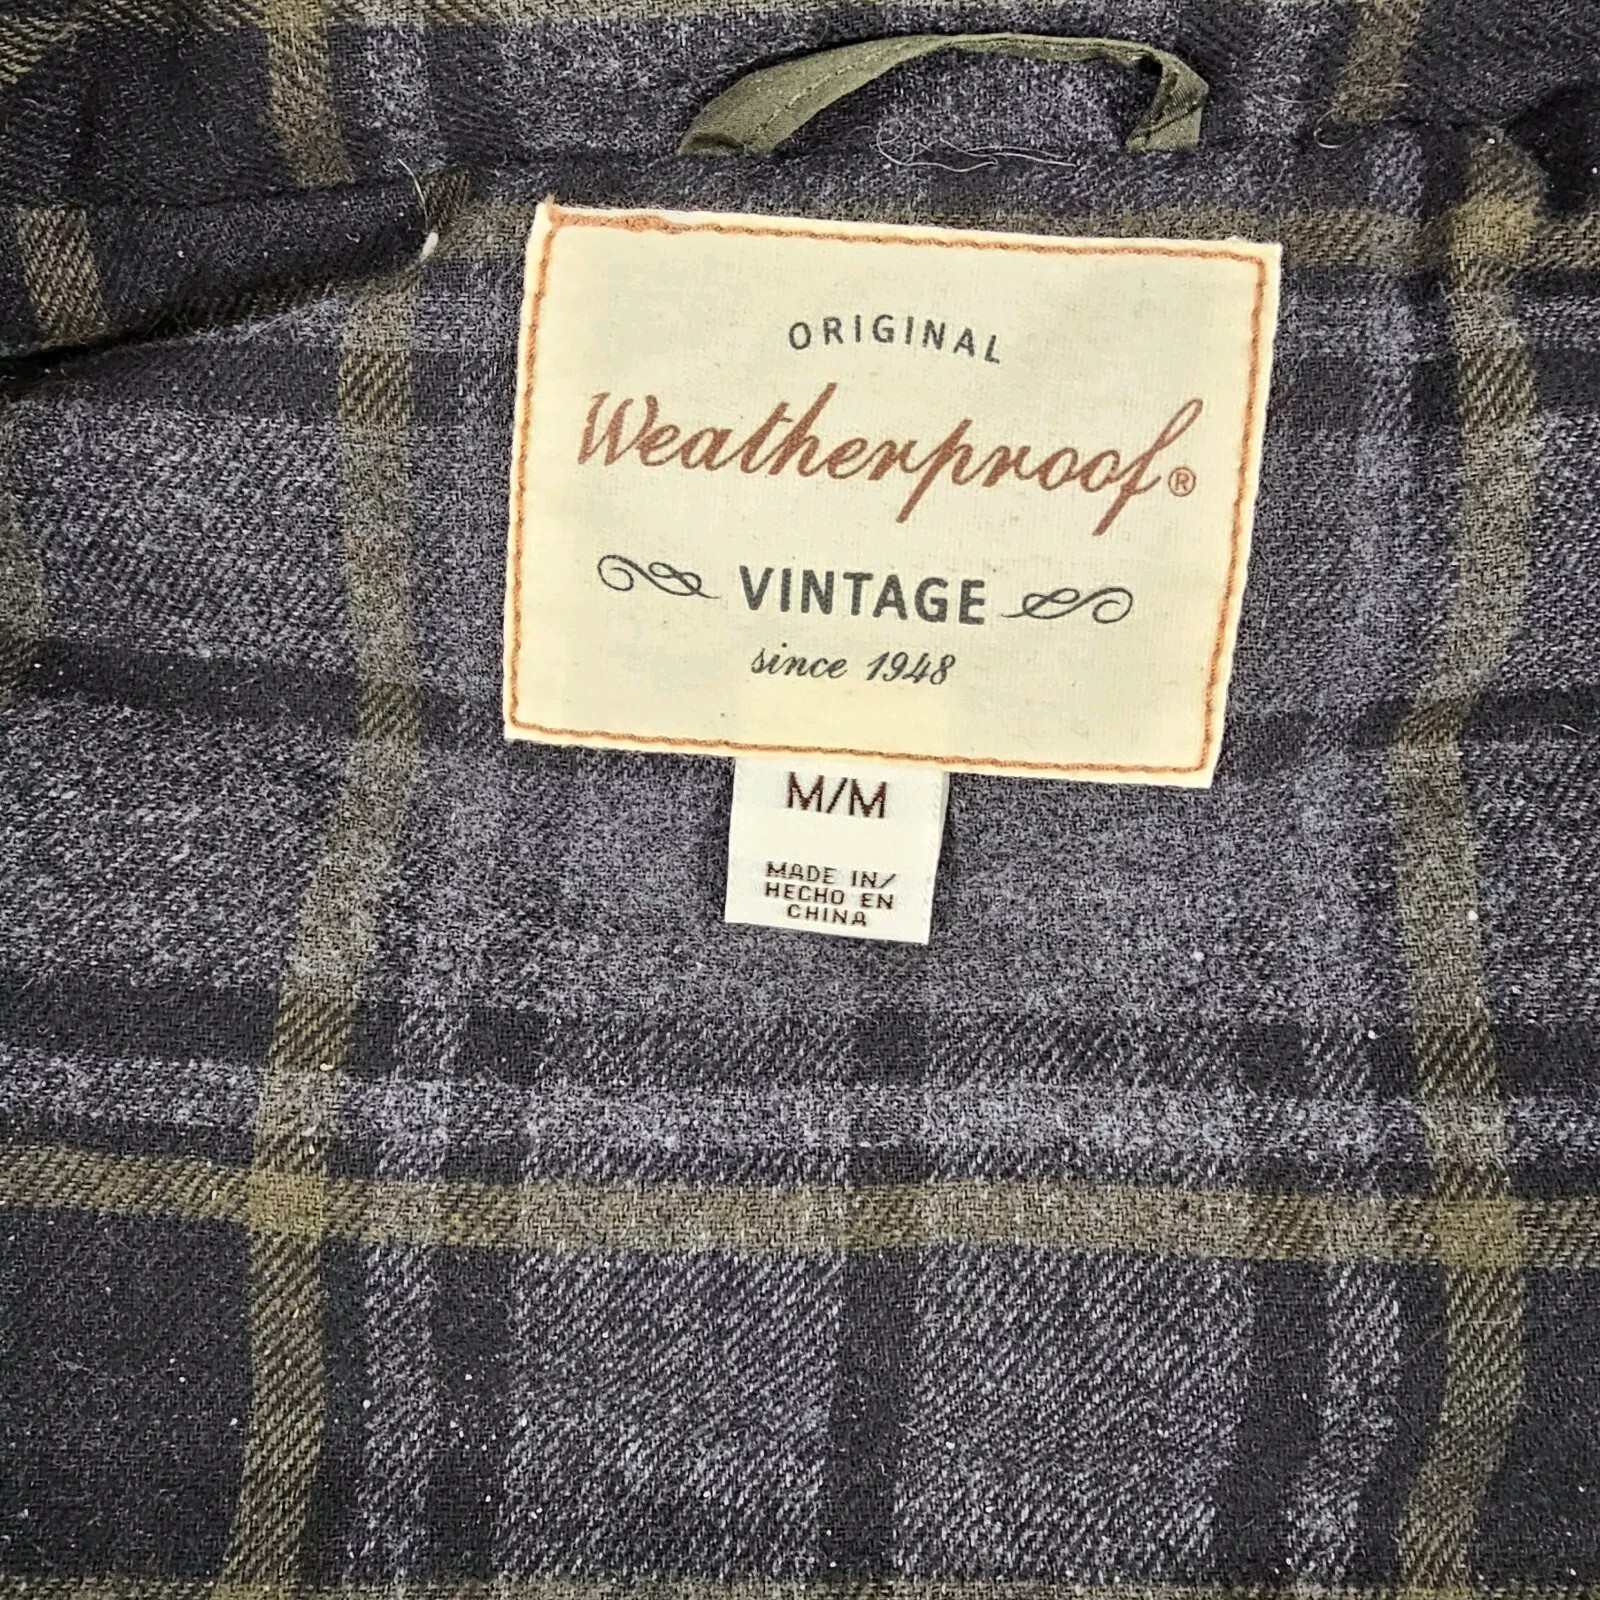 ORIGINAL
Weatherproof®
VINTAGE
since 1948
M/M
MADE IN/
HECHO EN
CHINA